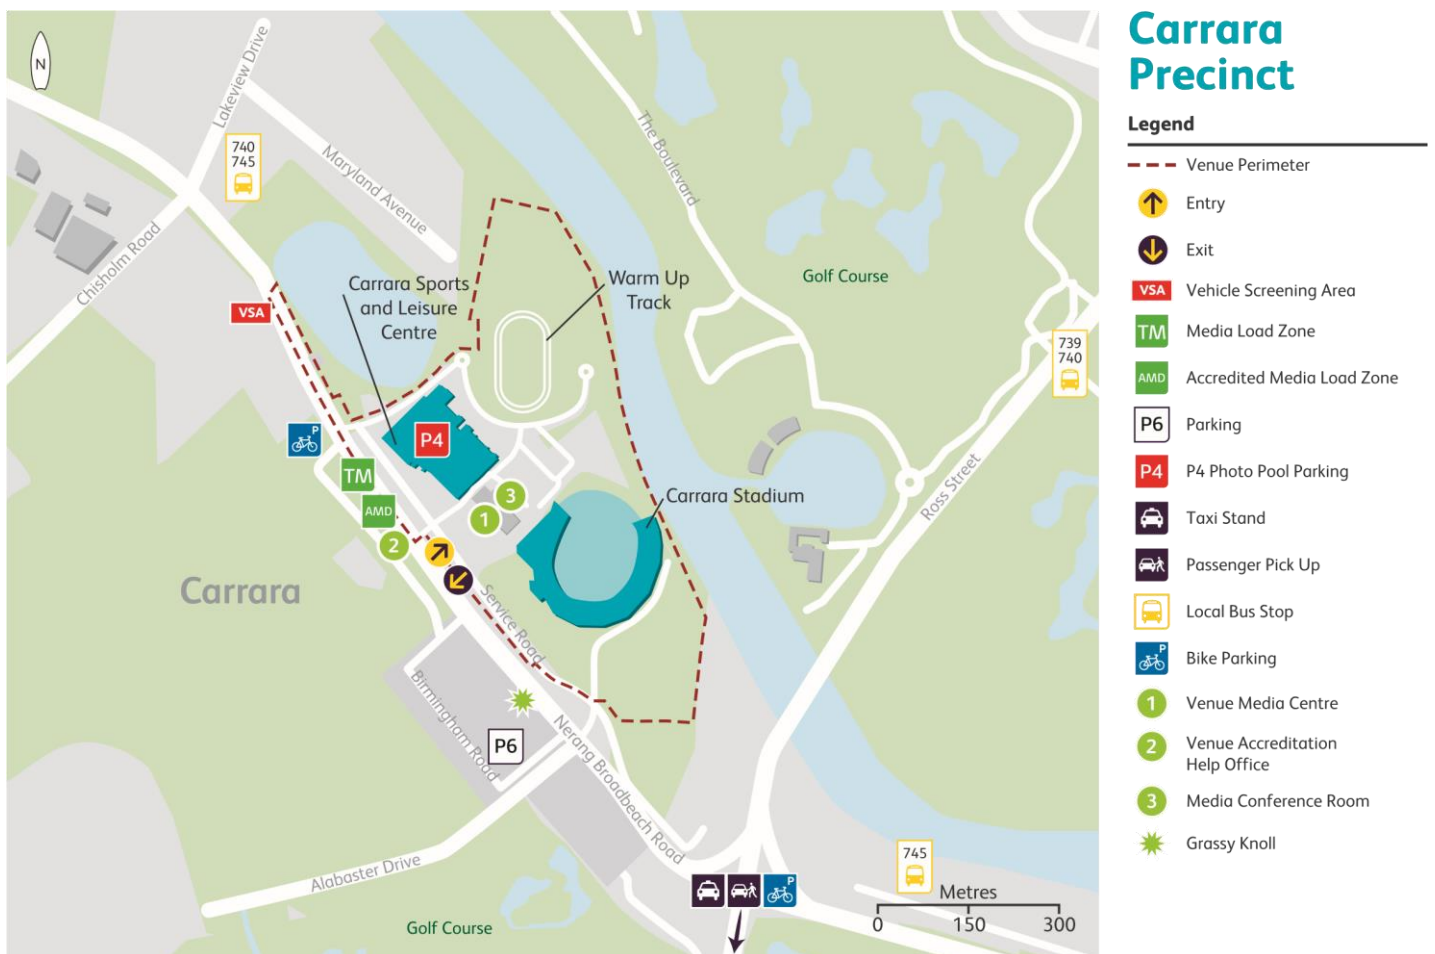 Carrara
Precinct
Legend
Venue Perimeter
Entry
Exit
VSA Vehicle Screening Area
TM Media Load Zone
AMD Accredited Media Load Zone
P6 Parking
P4 P4 Photo Pool Parking
Taxi Stand
Passenger Pick Up
Local Bus Stop
P Bike Parking
1 Venue Media Centre
2 Venue Accreditation
Help Office
3 Media Conference Room
Grassy Knoll
N
Lakeview Drive
740
745
Maryland Avenue
Chisholm Road
The Boulevard
Golf Course
Carrara Sports
and Leisure
Centre
Warm Up
Track
VSA
739
740
P
P4
TM
AMD
3
1
2
Carrara Stadium
Ross Street
Carrara
Service Road
Birmingham Road
P6
Nerang Broadbeach Road
Alabaster Drive
Golf Course
P
745
Metres
0 150 300